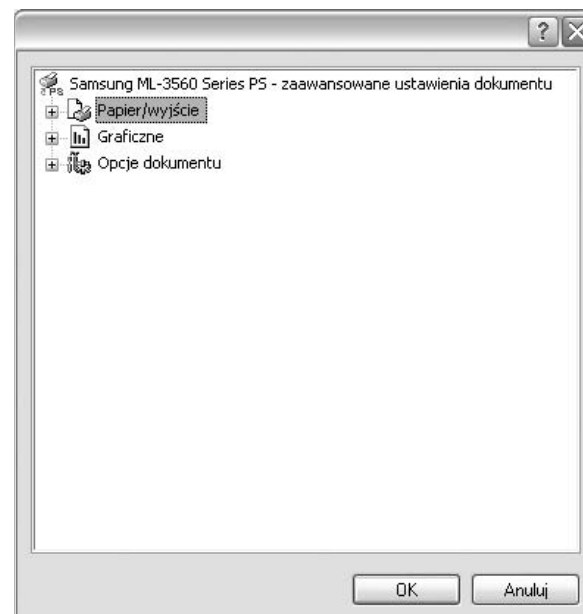 Samsung ML-3560 Series PS - zaawansowane ustawienia dokumentu
Papier/wyjście
Graficzne
Opcje dokumentu
OK Anuluj